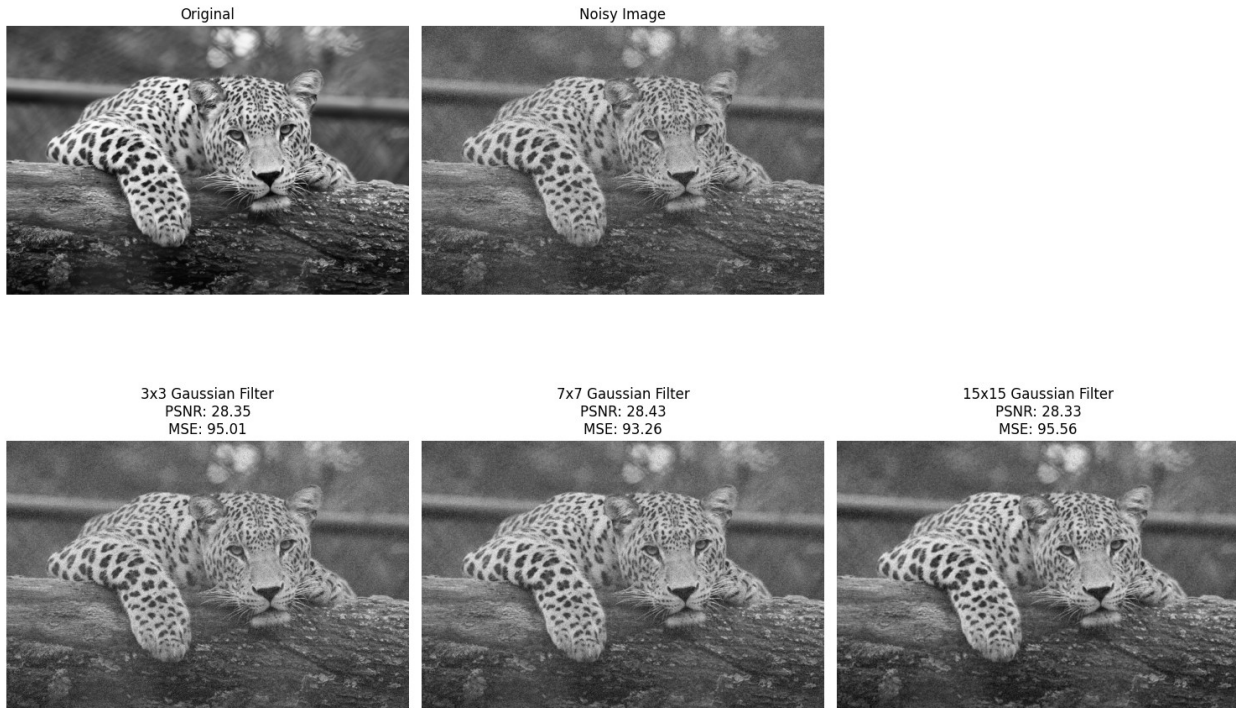 Original
Noisy Image
3x3 Gaussian Filter
PSNR: 28.35
MSE: 95.01
7x7 Gaussian Filter
PSNR: 28.43
MSE: 93.26
15x15 Gaussian Filter
PSNR: 28.33
MSE: 95.56